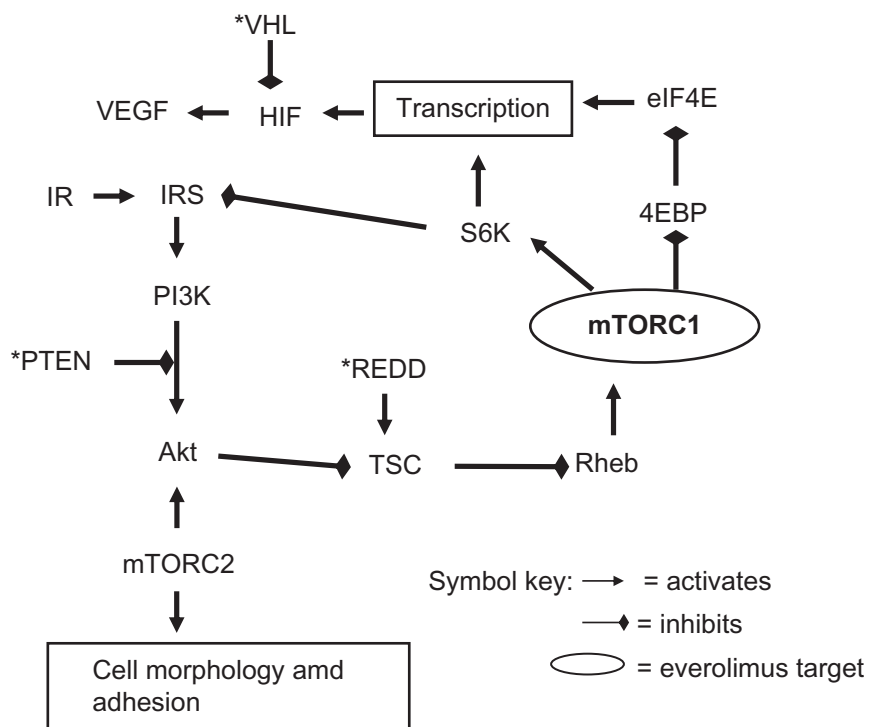 *VHL
VEGF
HIF
Transcription
eIF4E
IR
IRS
S6K
4EBP
PI3K
mTORC1
*PTEN
*REDD
Akt
TSC
Rheb
mTORC2
Cell morphology amd
adhesion
Symbol key:
= activates
= inhibits
= everolimus target